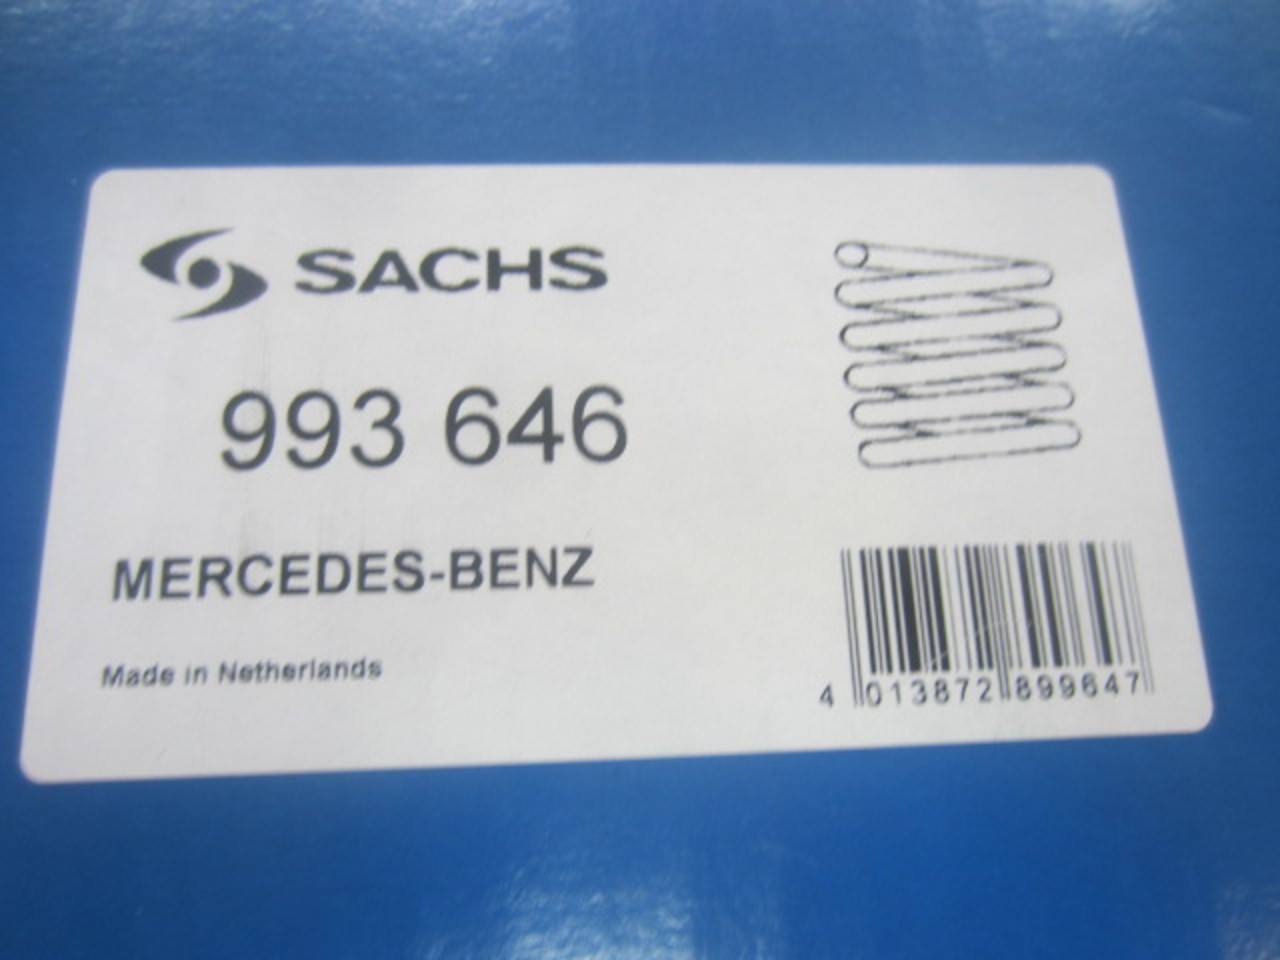 SACHS
993 646
MERCEDES-BENZ
Made in Netherlands
4 013872 899647